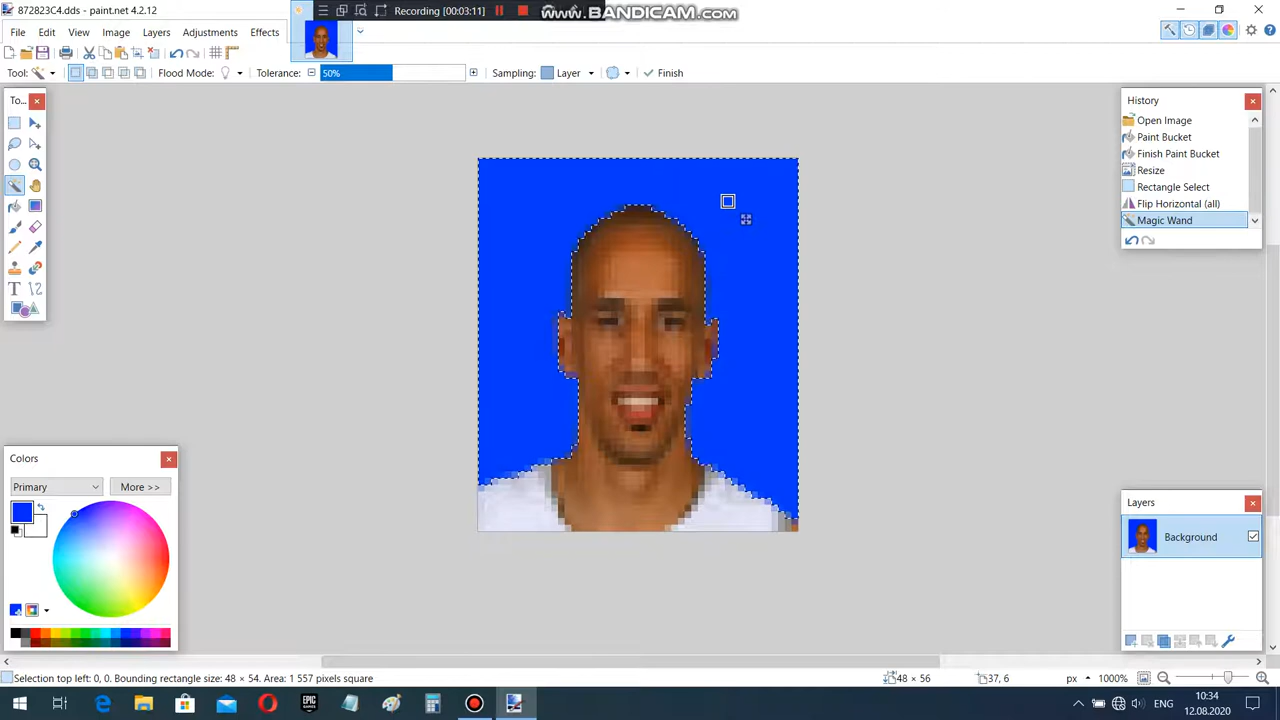 872823C4.dds - paint.net 4.2.12
Recording [00:03:11]
www.BANDICAM.com
File Edit View Image Layers Adjustments Effects
Tool: Flood Mode: Tolerance: 50% Sampling: Layer Finish
To...
History
Open Image
Paint Bucket
Finish Paint Bucket
Resize
Rectangle Select
Flip Horizontal (all)
Magic Wand
Colors
Primary
More >>
Layers
Background
Selection top left: 0, 0. Bounding rectangle size: 48 × 54. Area: 1 557 pixels square
48 × 56
37, 6
px
1000%
EPIC
GAMES
ENG
10:34
12.08.2020